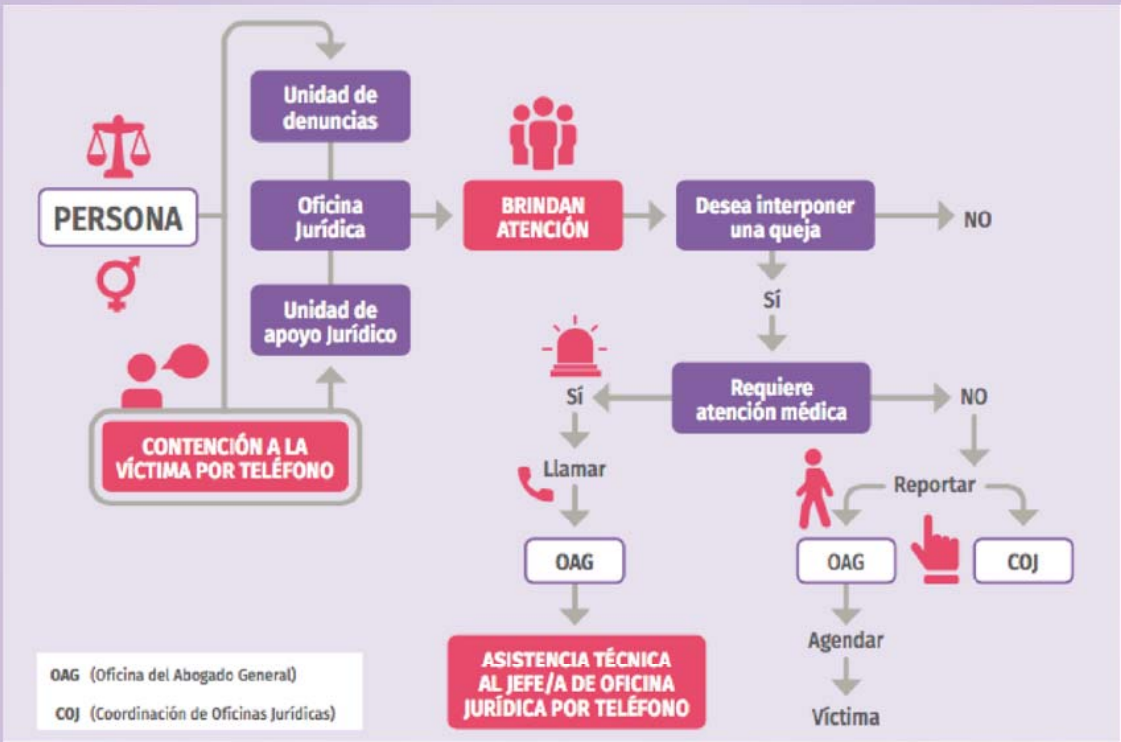 Unidad de
denuncias
PERSONA
Oficina
Jurídica
BRINDAN
ATENCIÓN
Desea interponer
una queja
NO
Unidad de
apoyo Jurídico
Sí
CONTENCIÓN A LA
VÍCTIMA POR TELÉFONO
Requiere
atención médica
Sí
NO
Llamar
Reportar
OAG
OAG
COJ
ASISTENCIA TÉCNICA
AL JEFE/A DE OFICINA
JURÍDICA POR TELÉFONO
Agendar
Víctima
OAG (Oficina del Abogado General)
COJ (Coordinación de Oficinas Jurídicas)